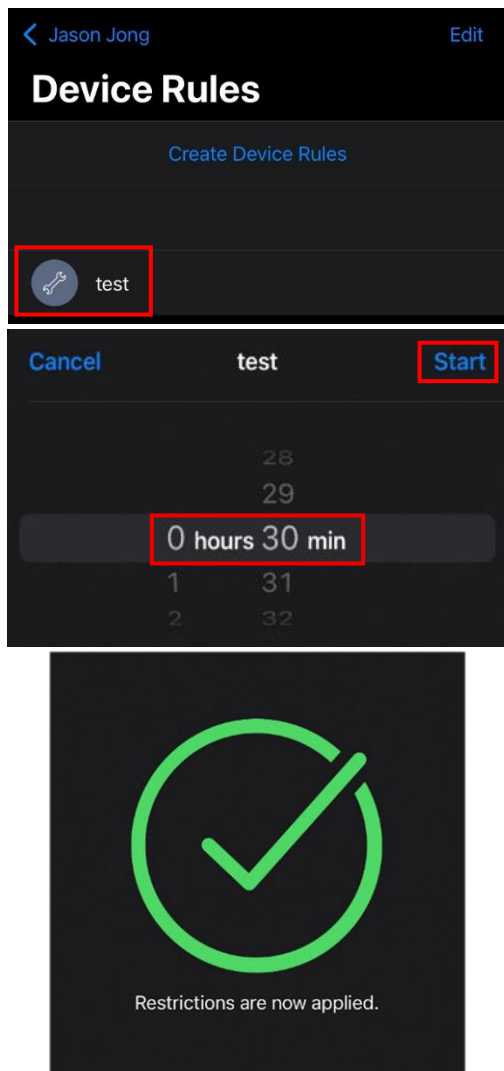 Jason Jong Edit
Device Rules
Create Device Rules
test
Cancel test Start
28
29
0 hours 30 min
1 31
2 32
Restrictions are now applied.